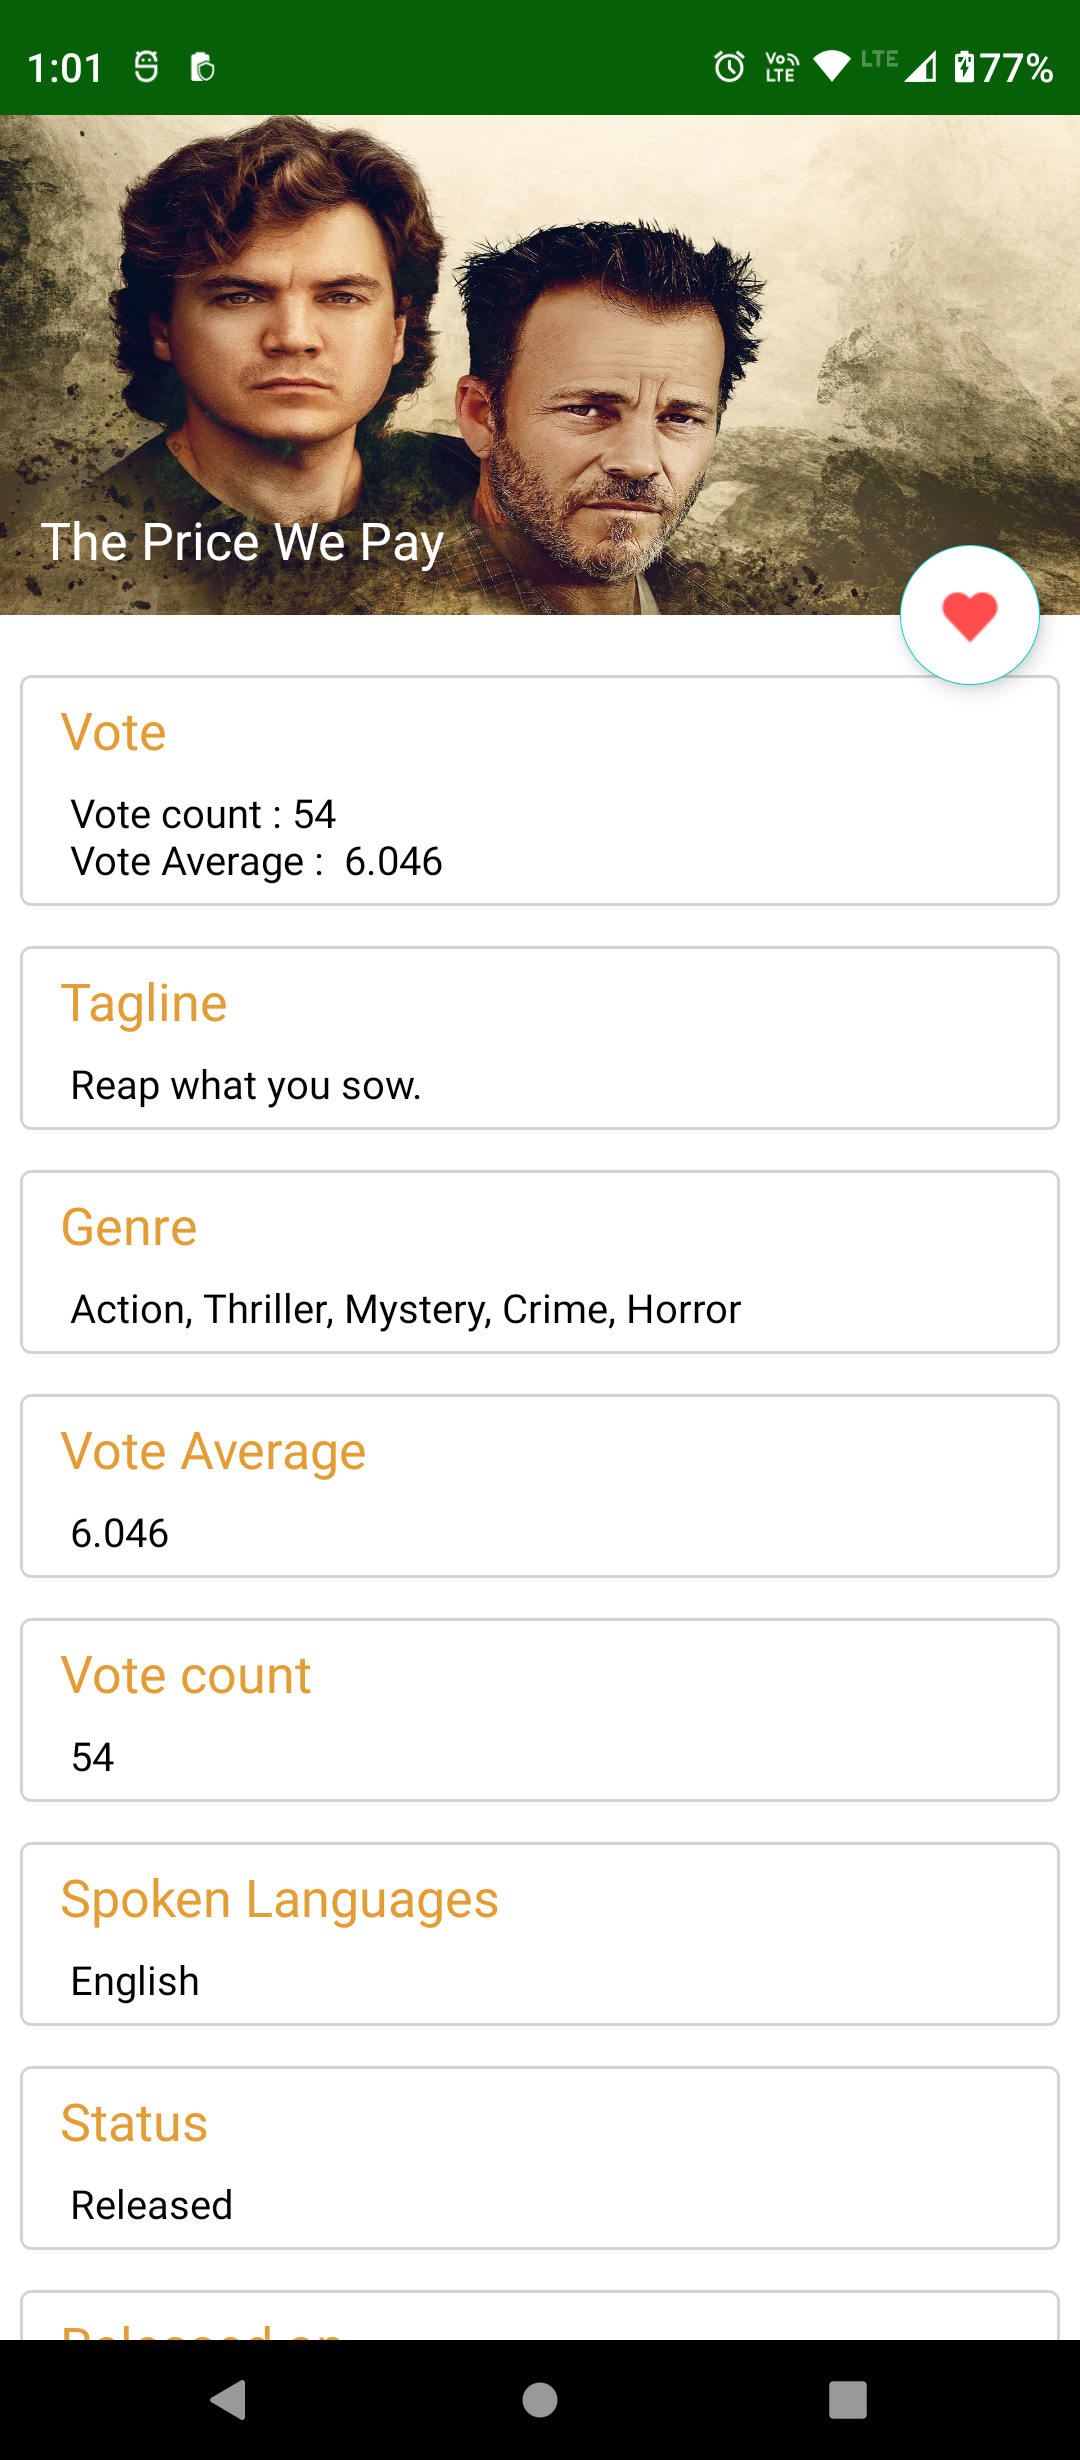 1:01
Vo LTE
LTE
77%
The Price We Pay
Vote
Vote count : 54
Vote Average :  6.046
Tagline
Reap what you sow.
Genre
Action, Thriller, Mystery, Crime, Horror
Vote Average
6.046
Vote count
54
Spoken Languages
English
Status
Released
Released on